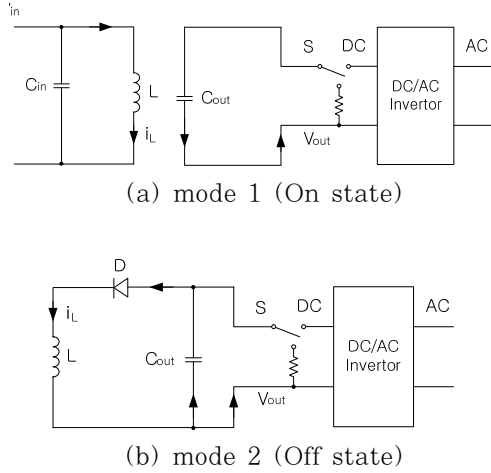 in
S
DC
AC
Cin
L
Cout
DC/AC
Invertor
iL
Vout
(a) mode 1 (On state)
D
S
DC
AC
iL
L
Cout
DC/AC
Invertor
Vout
(b) mode 2 (Off state)